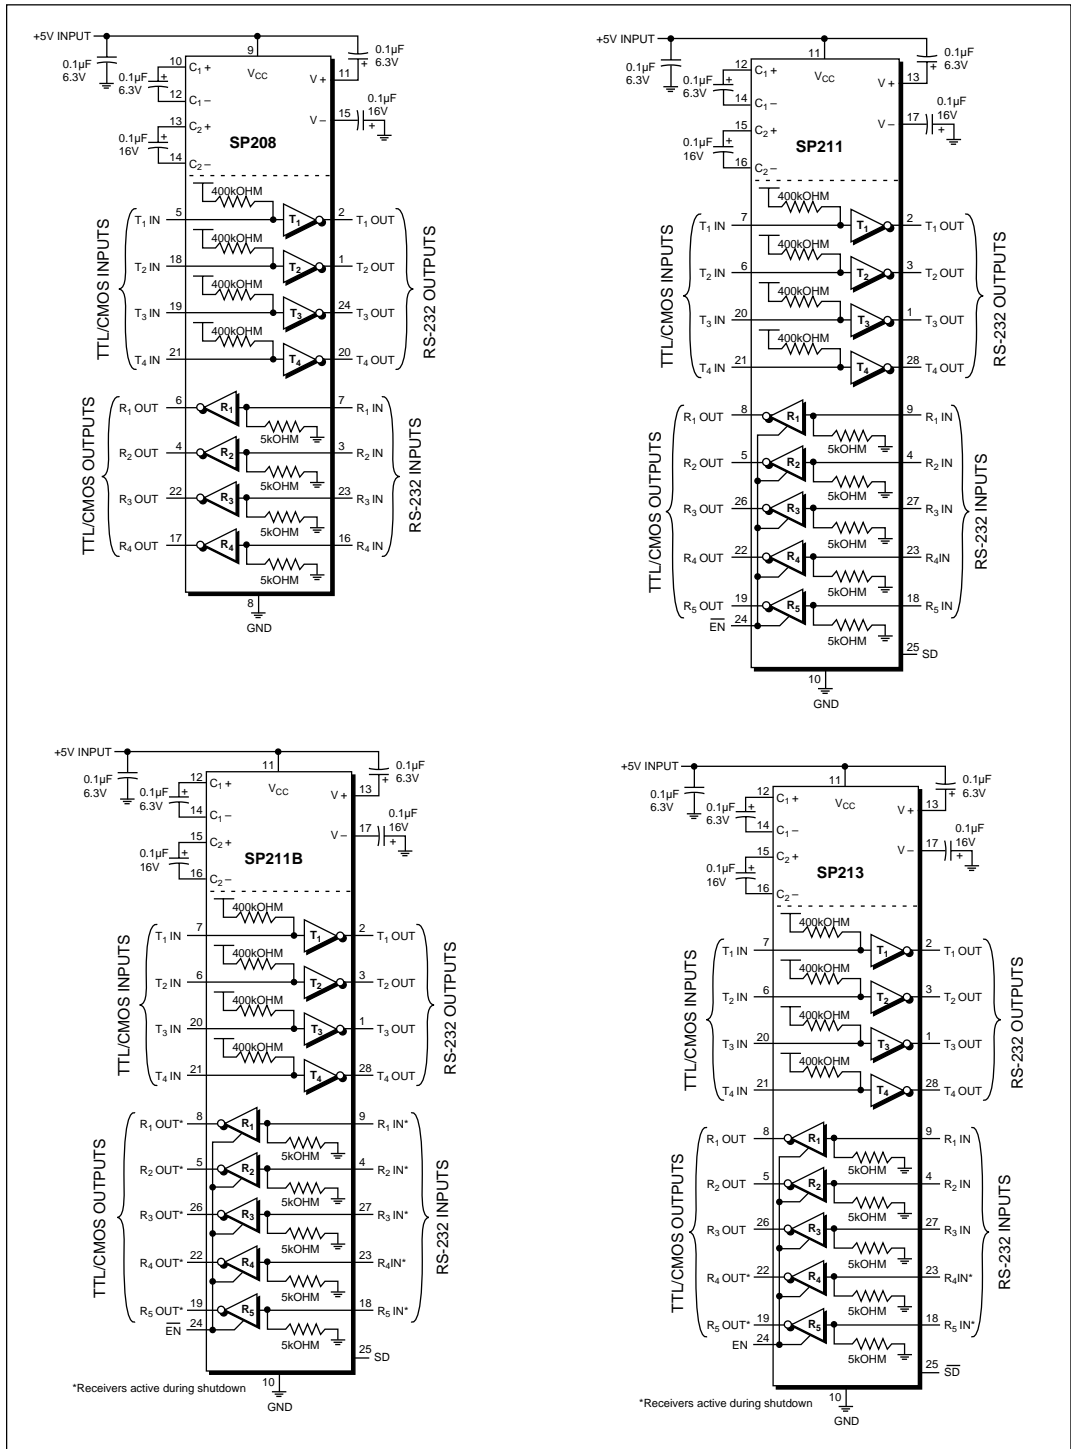 +5V INPUT
0.1µF
6.3V
0.1µF
6.3V
0.1µF
16V
9
V_CC
10
C₁ +
12
C₁ –
13
C₂ +
14
C₂ –
0.1µF
6.3V
11
V +
15
V –
0.1µF
16V
+
SP208
TTL/CMOS INPUTS
T₁ IN
5
400kOHM
T₁
2
T₁ OUT
T₂ IN
18
400kOHM
T₂
1
T₂ OUT
T₃ IN
19
400kOHM
T₃
24
T₃ OUT
T₄ IN
21
400kOHM
T₄
20
T₄ OUT
RS-232 OUTPUTS
TTL/CMOS OUTPUTS
R₁ OUT
6
R₁
5kOHM
7
R₁ IN
R₂ OUT
4
R₂
5kOHM
3
R₂ IN
R₃ OUT
22
R₃
5kOHM
23
R₃ IN
R₄ OUT
17
R₄
5kOHM
16
R₄ IN
RS-232 INPUTS
8
GND
+5V INPUT
0.1µF
6.3V
0.1µF
6.3V
0.1µF
16V
11
V_CC
12
C₁ +
14
C₁ –
15
C₂ +
16
C₂ –
0.1µF
6.3V
13
V +
17
V –
0.1µF
16V
+
SP211
TTL/CMOS INPUTS
T₁ IN
7
400kOHM
T₁
2
T₁ OUT
T₂ IN
6
400kOHM
T₂
3
T₂ OUT
T₃ IN
20
400kOHM
T₃
1
T₃ OUT
T₄ IN
21
400kOHM
T₄
28
T₄ OUT
RS-232 OUTPUTS
TTL/CMOS OUTPUTS
R₁ OUT
8
R₁
5kOHM
9
R₁ IN
R₂ OUT
5
R₂
5kOHM
4
R₂ IN
R₃ OUT
26
R₃
5kOHM
27
R₃ IN
R₄ OUT
22
R₄
5kOHM
23
R₄IN
R₅ OUT
19
R₅
5kOHM
18
R₅ IN
RS-232 INPUTS
E̅N̅
24
25
SD
10
GND
+5V INPUT
0.1µF
6.3V
0.1µF
6.3V
0.1µF
16V
11
V_CC
12
C₁ +
14
C₁ –
15
C₂ +
16
C₂ –
0.1µF
6.3V
13
V +
17
V –
0.1µF
16V
+
SP211B
TTL/CMOS INPUTS
T₁ IN
7
400kOHM
T₁
2
T₁ OUT
T₂ IN
6
400kOHM
T₂
3
T₂ OUT
T₃ IN
20
400kOHM
T₃
1
T₃ OUT
T₄ IN
21
400kOHM
T₄
28
T₄ OUT
RS-232 OUTPUTS
TTL/CMOS OUTPUTS
R₁ OUT*
8
R₁
5kOHM
9
R₁ IN*
R₂ OUT*
5
R₂
5kOHM
4
R₂ IN*
R₃ OUT*
26
R₃
5kOHM
27
R₃ IN*
R₄ OUT*
22
R₄
5kOHM
23
R₄IN*
R₅ OUT*
19
R₅
5kOHM
18
R₅ IN*
RS-232 INPUTS
E̅N̅
24
25
SD
10
GND
*Receivers active during shutdown
+5V INPUT
0.1µF
6.3V
0.1µF
6.3V
0.1µF
16V
11
V_CC
12
C₁ +
14
C₁ –
15
C₂ +
16
C₂ –
0.1µF
6.3V
13
V +
17
V –
0.1µF
16V
+
SP213
TTL/CMOS INPUTS
T₁ IN
7
400kOHM
T₁
2
T₁ OUT
T₂ IN
6
400kOHM
T₂
3
T₂ OUT
T₃ IN
20
400kOHM
T₃
1
T₃ OUT
T₄ IN
21
400kOHM
T₄
28
T₄ OUT
RS-232 OUTPUTS
TTL/CMOS OUTPUTS
R₁ OUT
8
R₁
5kOHM
9
R₁ IN
R₂ OUT
5
R₂
5kOHM
4
R₂ IN
R₃ OUT
26
R₃
5kOHM
27
R₃ IN
R₄ OUT*
22
R₄
5kOHM
23
R₄IN*
R₅ OUT*
19
R₅
5kOHM
18
R₅ IN*
RS-232 INPUTS
EN
24
25
S̅D̅
10
GND
*Receivers active during shutdown